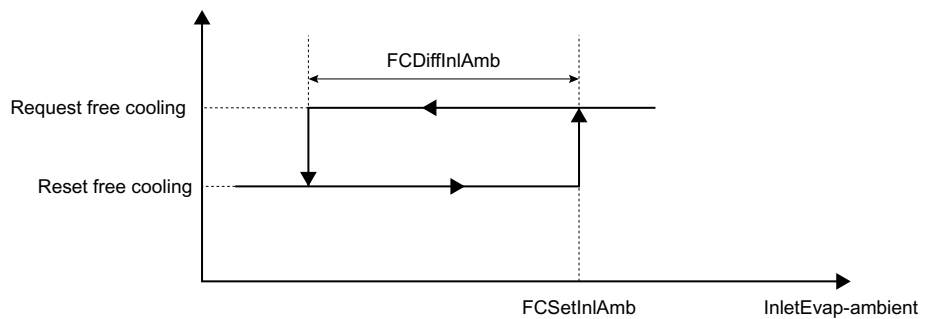 FCDiffInlAmb
Request free cooling
Reset free cooling
FCSetInlAmb
InletEvap-ambient